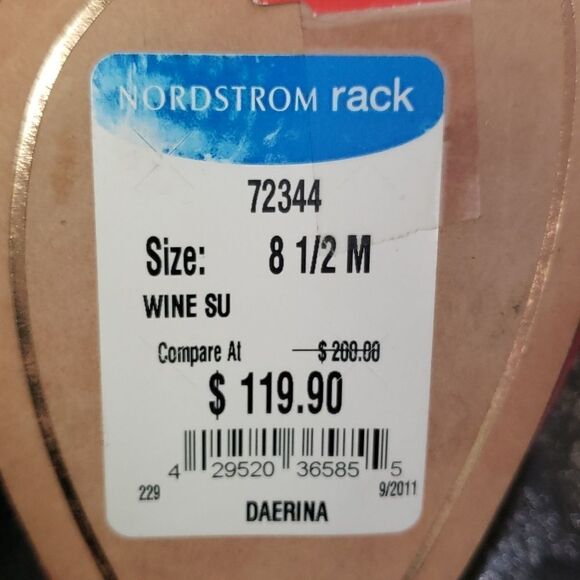 NORDSTROM rack
72344
Size: 8 1/2 M
WINE SU
Compare At $ 200.00
$ 119.90
4 29520 36585 5
229 9/2011
DAERINA